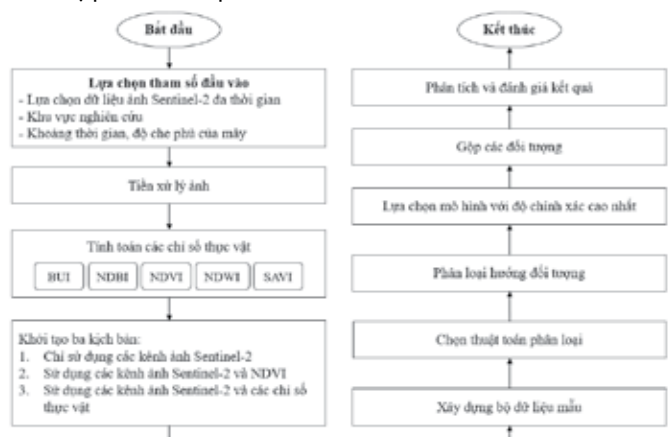 Bắt đầu
Lựa chọn tham số đầu vào
- Lựa chọn dữ liệu ảnh Sentinel-2 đa thời gian
- Khu vực nghiên cứu
- Khoảng thời gian, độ che phủ của mây
Tiền xử lý ảnh
Tính toán các chỉ số thực vật
BUI NDBI NDVI NDWI SAVI
Khởi tạo ba kịch bản:
1. Chỉ sử dụng các kênh ảnh Sentinel-2
2. Sử dụng các kênh ảnh Sentinel-2 và NDVI
3. Sử dụng các kênh ảnh Sentinel-2 và các chỉ số
thực vật
Kết thúc
Phân tích và đánh giá kết quả
Gộp các đối tượng
Lựa chọn mô hình với độ chính xác cao nhất
Phân loại hướng đối tượng
Chọn thuật toán phân loại
Xây dựng bộ dữ liệu mẫu